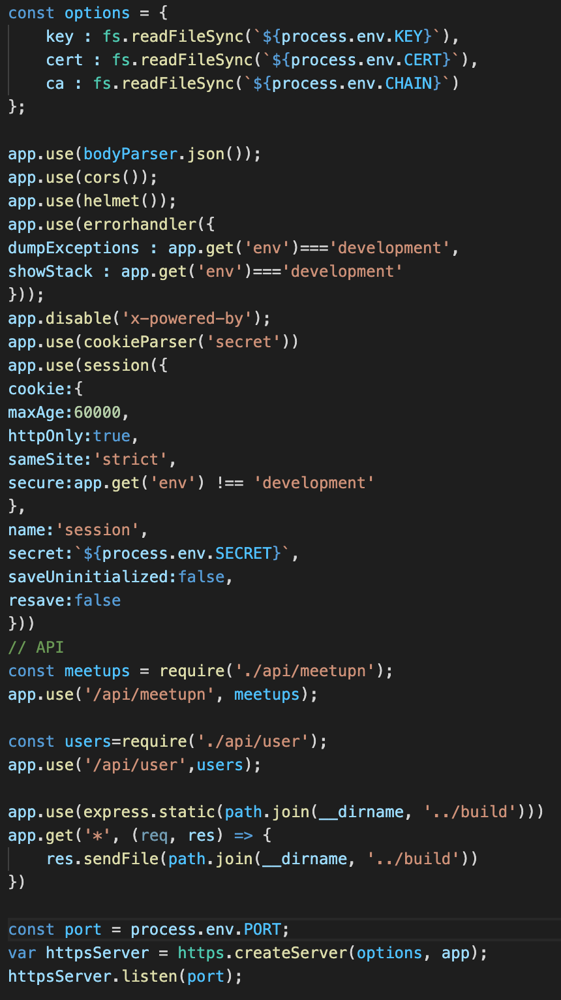 const options = {
    key : fs.readFileSync(`${process.env.KEY}`),
    cert : fs.readFileSync(`${process.env.CERT}`),
    ca : fs.readFileSync(`${process.env.CHAIN}`)
};

app.use(bodyParser.json());
app.use(cors());
app.use(helmet());
app.use(errorhandler({
dumpExceptions : app.get('env')==='development',
showStack : app.get('env')==='development'
}));
app.disable('x-powered-by');
app.use(cookieParser('secret'))
app.use(session({
cookie:{
maxAge:60000,
httpOnly:true,
sameSite:'strict',
secure:app.get('env') !== 'development'
},
name:'session',
secret:`${process.env.SECRET}`,
saveUninitialized:false,
resave:false
}))
// API
const meetups = require('./api/meetupn');
app.use('/api/meetupn', meetups);

const users=require('./api/user');
app.use('/api/user',users);

app.use(express.static(path.join(__dirname, '../build')))
app.get('*', (req, res) => {
    res.sendFile(path.join(__dirname, '../build'))
})

const port = process.env.PORT;
var httpsServer = https.createServer(options, app);
httpsServer.listen(port);